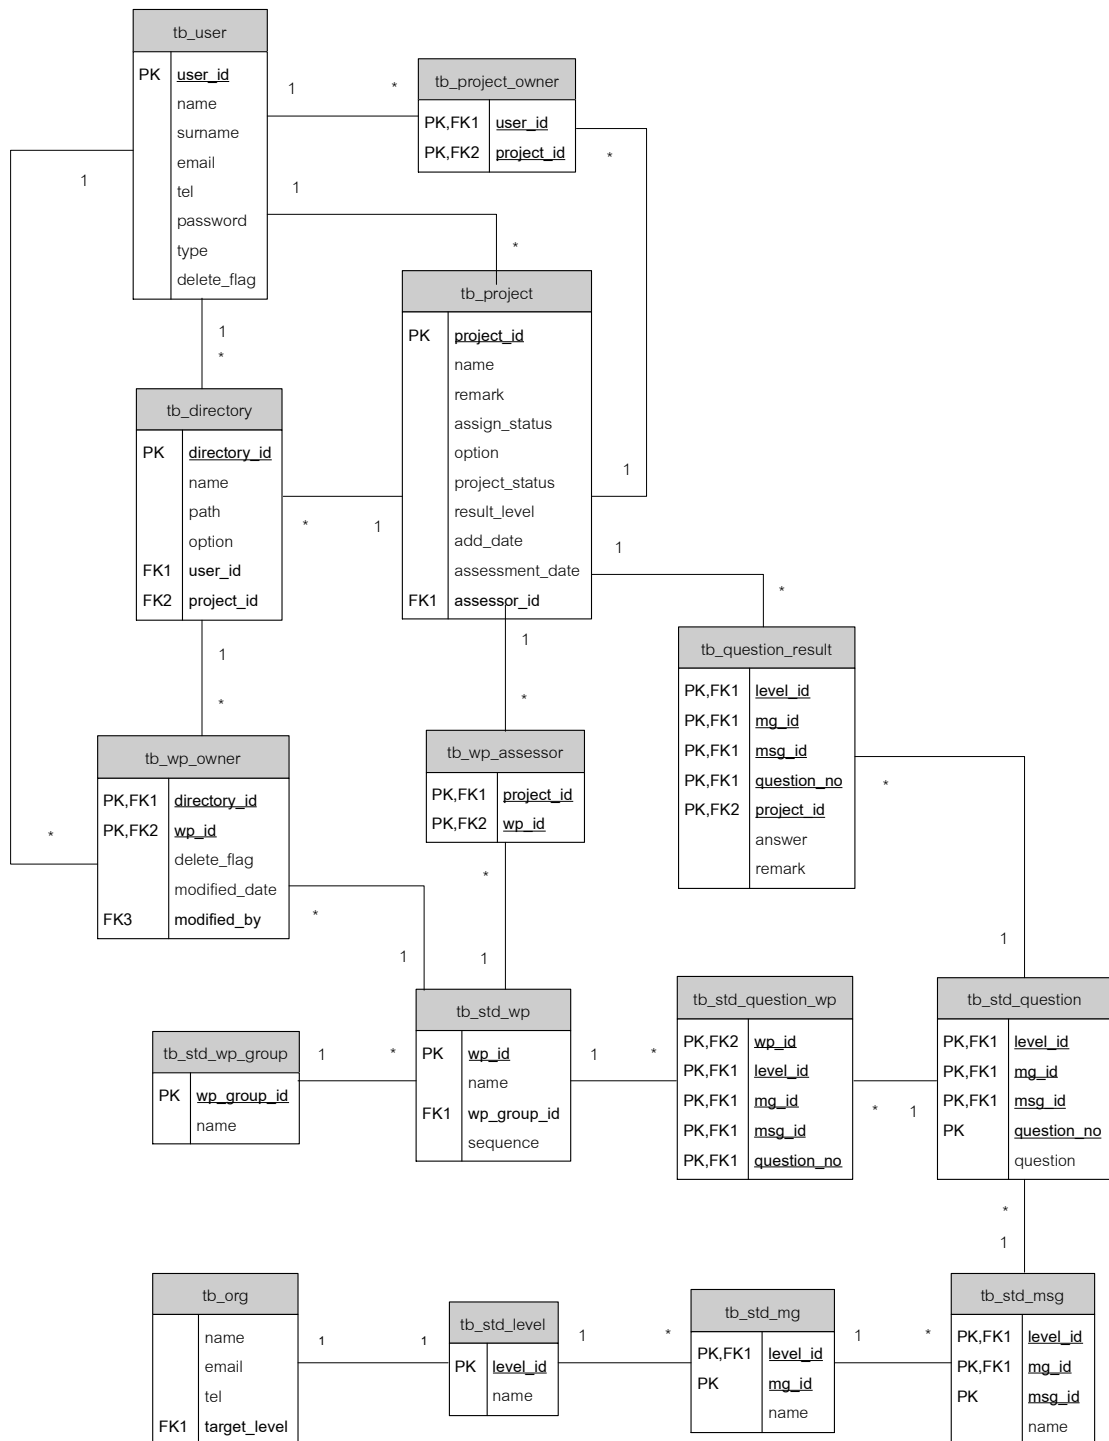 tb_user
PK user_id
name
surname
email
tel
password
type
delete_flag
1 *
tb_project_owner
PK,FK1 user_id
PK,FK2 project_id
*
1
1
*
1
*
tb_project
PK project_id
name
remark
assign_status
option
project_status
result_level
add_date
assessment_date
FK1 assessor_id
1
tb_directory
PK directory_id
name
path
option
FK1 user_id
FK2 project_id
* 1
1
*
tb_question_result
PK,FK1 level_id
PK,FK1 mg_id
PK,FK1 msg_id
PK,FK1 question_no
PK,FK2 project_id
answer
remark
1
*
1
*
tb_wp_owner
PK,FK1 directory_id
PK,FK2 wp_id
delete_flag
modified_date
FK3 modified_by
*
*
1
tb_wp_assessor
PK,FK1 project_id
PK,FK2 wp_id
*
1
*
1
tb_std_wp_group
PK wp_group_id
name
1 *
tb_std_wp
PK wp_id
name
FK1 wp_group_id
sequence
1 *
tb_std_question_wp
PK,FK2 wp_id
PK,FK1 level_id
PK,FK1 mg_id
PK,FK1 msg_id
PK,FK1 question_no
* 1
tb_std_question
PK,FK1 level_id
PK,FK1 mg_id
PK,FK1 msg_id
PK question_no
question
*
1
tb_org
name
email
tel
FK1 target_level
1 1
tb_std_level
PK level_id
name
1 *
tb_std_mg
PK,FK1 level_id
PK mg_id
name
1 *
tb_std_msg
PK,FK1 level_id
PK,FK1 mg_id
PK msg_id
name